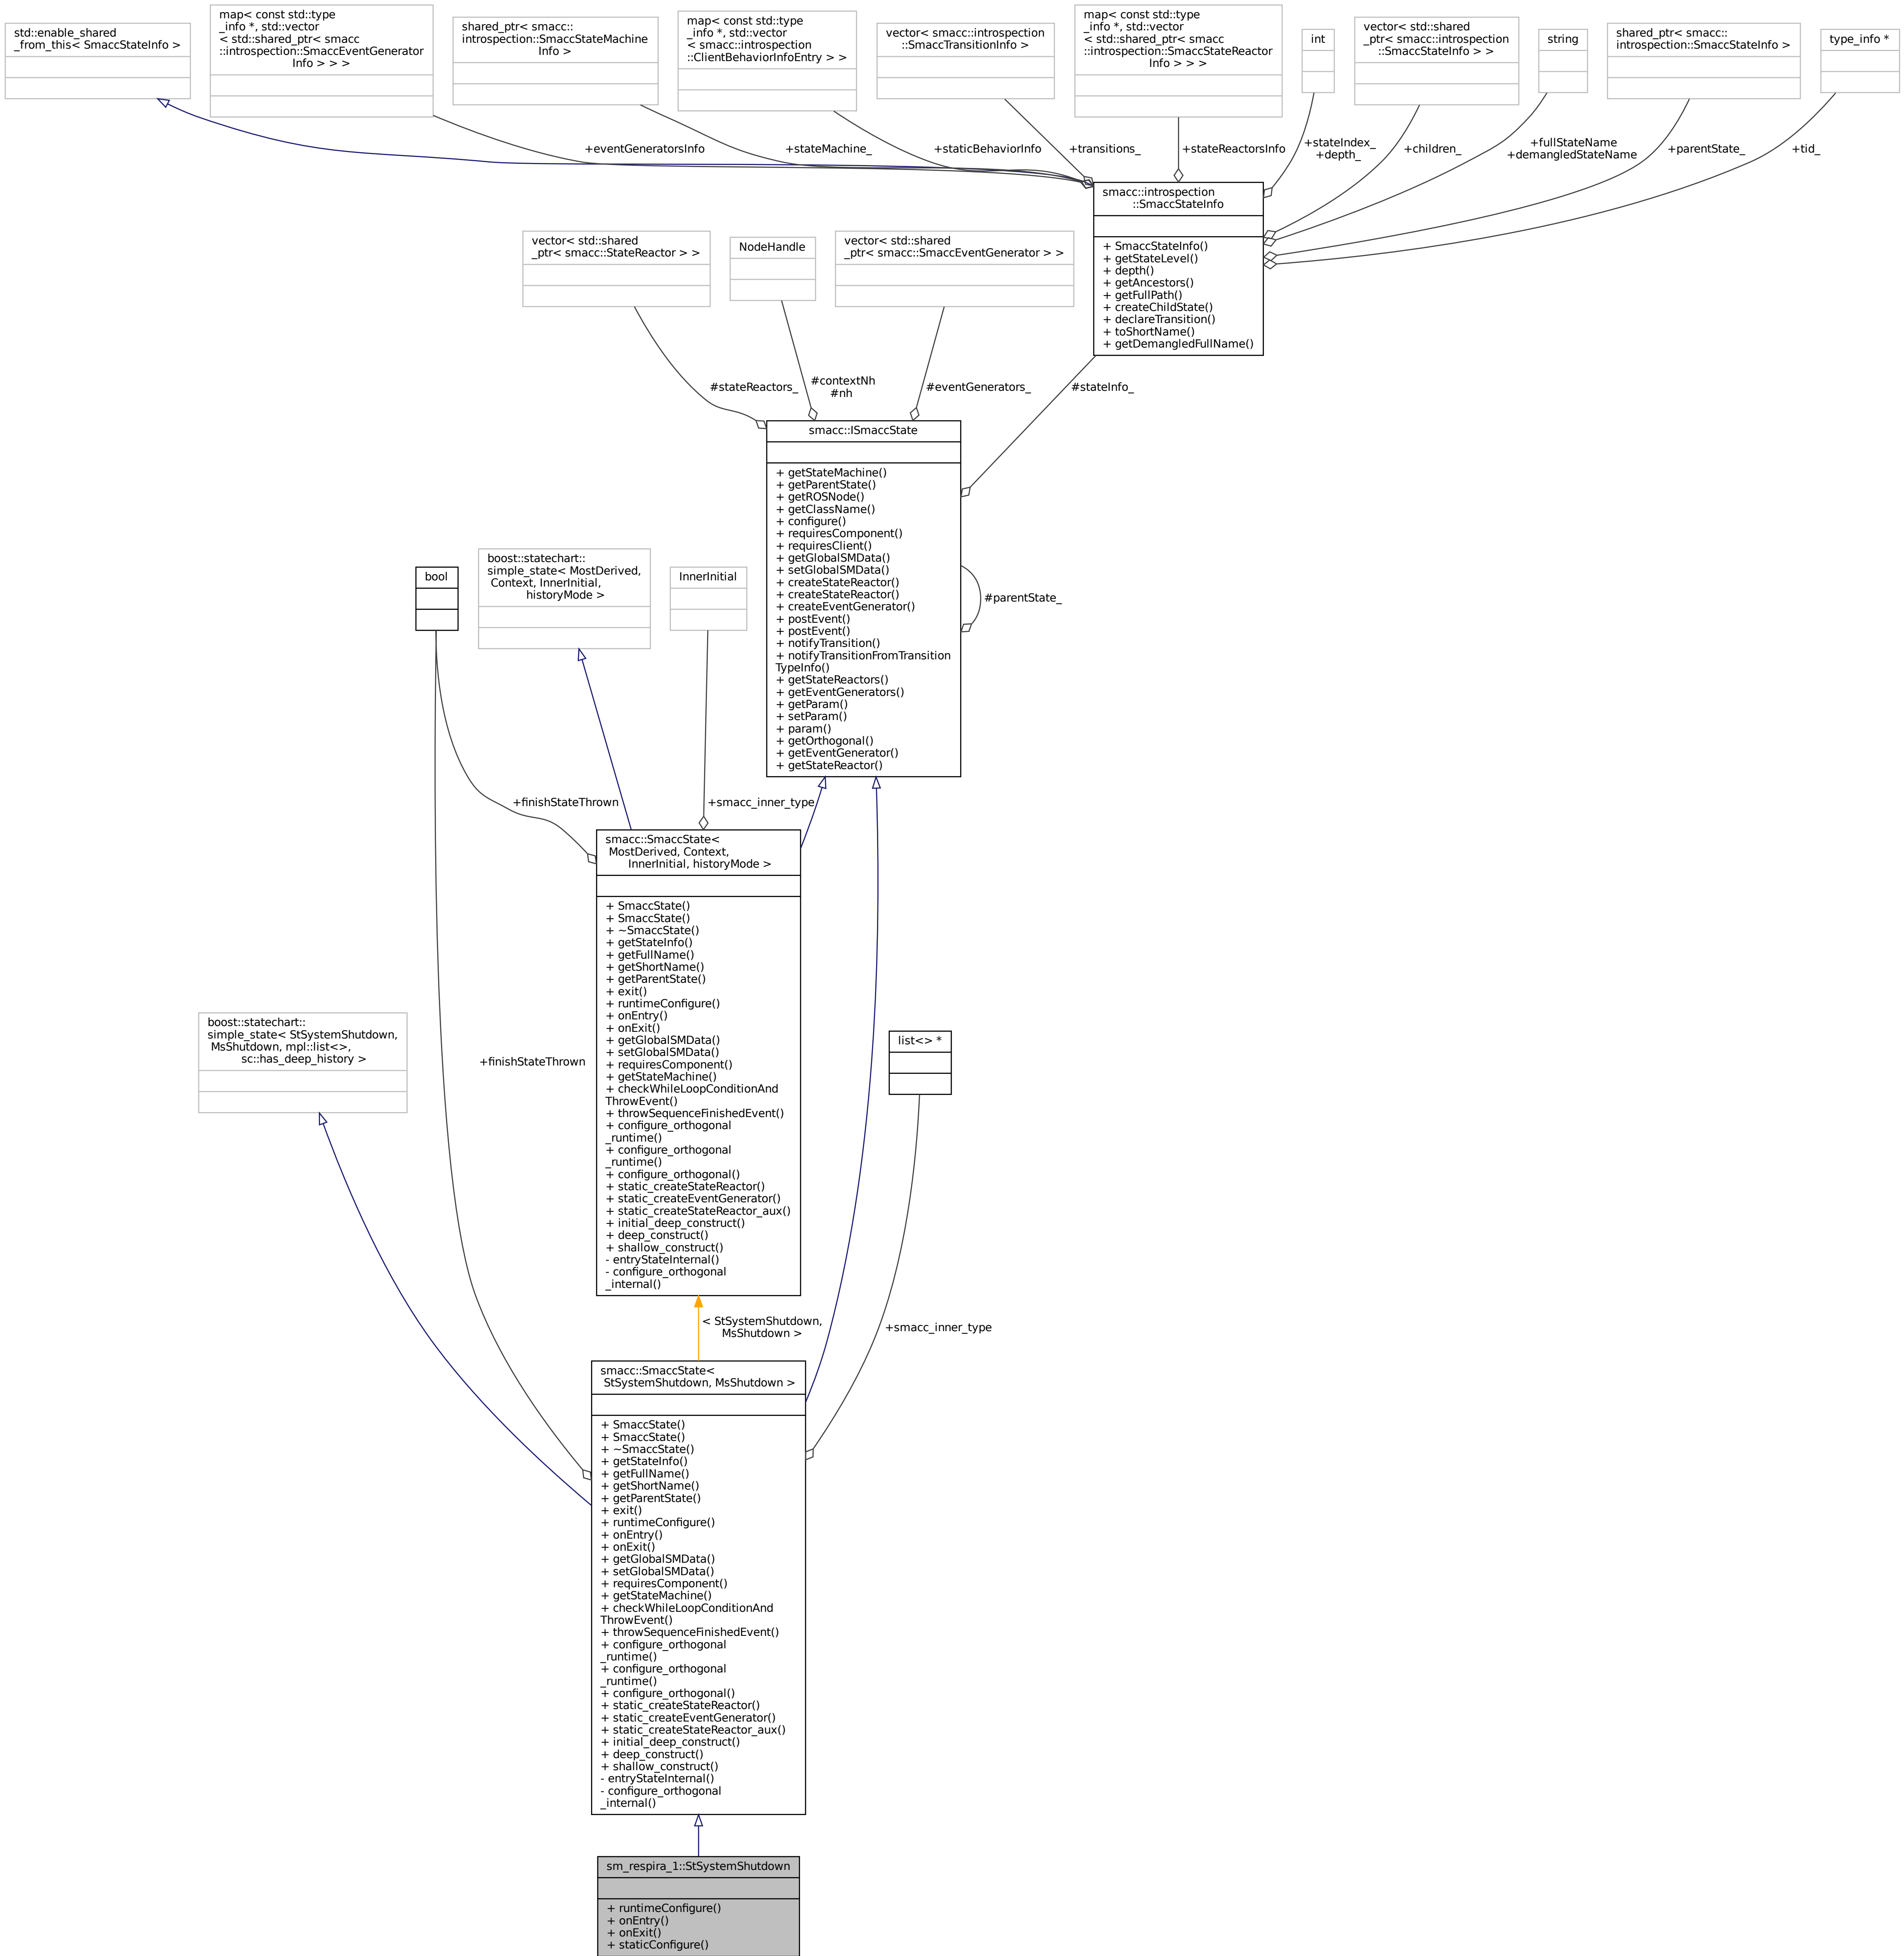 std::enable_shared
_from_this< SmaccStateInfo >
map< const std::type
_info *, std::vector
< std::shared_ptr< smacc
::introspection::SmaccEventGenerator
Info > > >
shared_ptr< smacc::
introspection::SmaccStateMachine
Info >
map< const std::type
_info *, std::vector
< smacc::introspection
::ClientBehaviorInfoEntry > >
vector< smacc::introspection
::SmaccTransitionInfo >
map< const std::type
_info *, std::vector
< std::shared_ptr< smacc
::introspection::SmaccStateReactor
Info > > >
int
vector< std::shared
_ptr< smacc::introspection
::SmaccStateInfo > >
string
shared_ptr< smacc::
introspection::SmaccStateInfo >
type_info *
+eventGeneratorsInfo
+stateMachine_
+staticBehaviorInfo
+transitions_
+stateReactorsInfo
+stateIndex_
+depth_
+children_
+fullStateName
+demangledStateName
+parentState_
+tid_
smacc::introspection
::SmaccStateInfo
+ SmaccStateInfo()
+ getStateLevel()
+ depth()
+ getAncestors()
+ getFullPath()
+ createChildState()
+ declareTransition()
+ toShortName()
+ getDemangledFullName()
vector< std::shared
_ptr< smacc::StateReactor > >
NodeHandle
vector< std::shared
_ptr< smacc::SmaccEventGenerator > >
#stateReactors_
#contextNh
#nh
#eventGenerators_
#stateInfo_
smacc::ISmaccState
+ getStateMachine()
+ getParentState()
+ getROSNode()
+ getClassName()
+ configure()
+ requiresComponent()
+ requiresClient()
+ getGlobalSMData()
+ setGlobalSMData()
+ createStateReactor()
+ createStateReactor()
+ createEventGenerator()
+ postEvent()
+ postEvent()
+ notifyTransition()
+ notifyTransitionFromTransition
TypeInfo()
+ getStateReactors()
+ getEventGenerators()
+ getParam()
+ setParam()
+ param()
+ getOrthogonal()
+ getEventGenerator()
+ getStateReactor()
#parentState_
bool
boost::statechart::
simple_state< MostDerived,
Context, InnerInitial,
historyMode >
InnerInitial
+finishStateThrown
+smacc_inner_type
smacc::SmaccState<
MostDerived, Context,
InnerInitial, historyMode >
+ SmaccState()
+ SmaccState()
+ ~SmaccState()
+ getStateInfo()
+ getFullName()
+ getShortName()
+ getParentState()
+ exit()
+ runtimeConfigure()
+ onEntry()
+ onExit()
+ getGlobalSMData()
+ setGlobalSMData()
+ requiresComponent()
+ getStateMachine()
+ checkWhileLoopConditionAnd
ThrowEvent()
+ throwSequenceFinishedEvent()
+ configure_orthogonal
_runtime()
+ configure_orthogonal
_runtime()
+ configure_orthogonal()
+ static_createStateReactor()
+ static_createEventGenerator()
+ static_createStateReactor_aux()
+ initial_deep_construct()
+ deep_construct()
+ shallow_construct()
- entryStateInternal()
- configure_orthogonal
_internal()
boost::statechart::
simple_state< StSystemShutdown,
MsShutdown, mpl::list<>,
sc::has_deep_history >
+finishStateThrown
list<> *
< StSystemShutdown,
MsShutdown >
+smacc_inner_type
smacc::SmaccState<
StSystemShutdown, MsShutdown >
+ SmaccState()
+ SmaccState()
+ ~SmaccState()
+ getStateInfo()
+ getFullName()
+ getShortName()
+ getParentState()
+ exit()
+ runtimeConfigure()
+ onEntry()
+ onExit()
+ getGlobalSMData()
+ setGlobalSMData()
+ requiresComponent()
+ getStateMachine()
+ checkWhileLoopConditionAnd
ThrowEvent()
+ throwSequenceFinishedEvent()
+ configure_orthogonal
_runtime()
+ configure_orthogonal
_runtime()
+ configure_orthogonal()
+ static_createStateReactor()
+ static_createEventGenerator()
+ static_createStateReactor_aux()
+ initial_deep_construct()
+ deep_construct()
+ shallow_construct()
- entryStateInternal()
- configure_orthogonal
_internal()
sm_respira_1::StSystemShutdown
+ runtimeConfigure()
+ onEntry()
+ onExit()
+ staticConfigure()